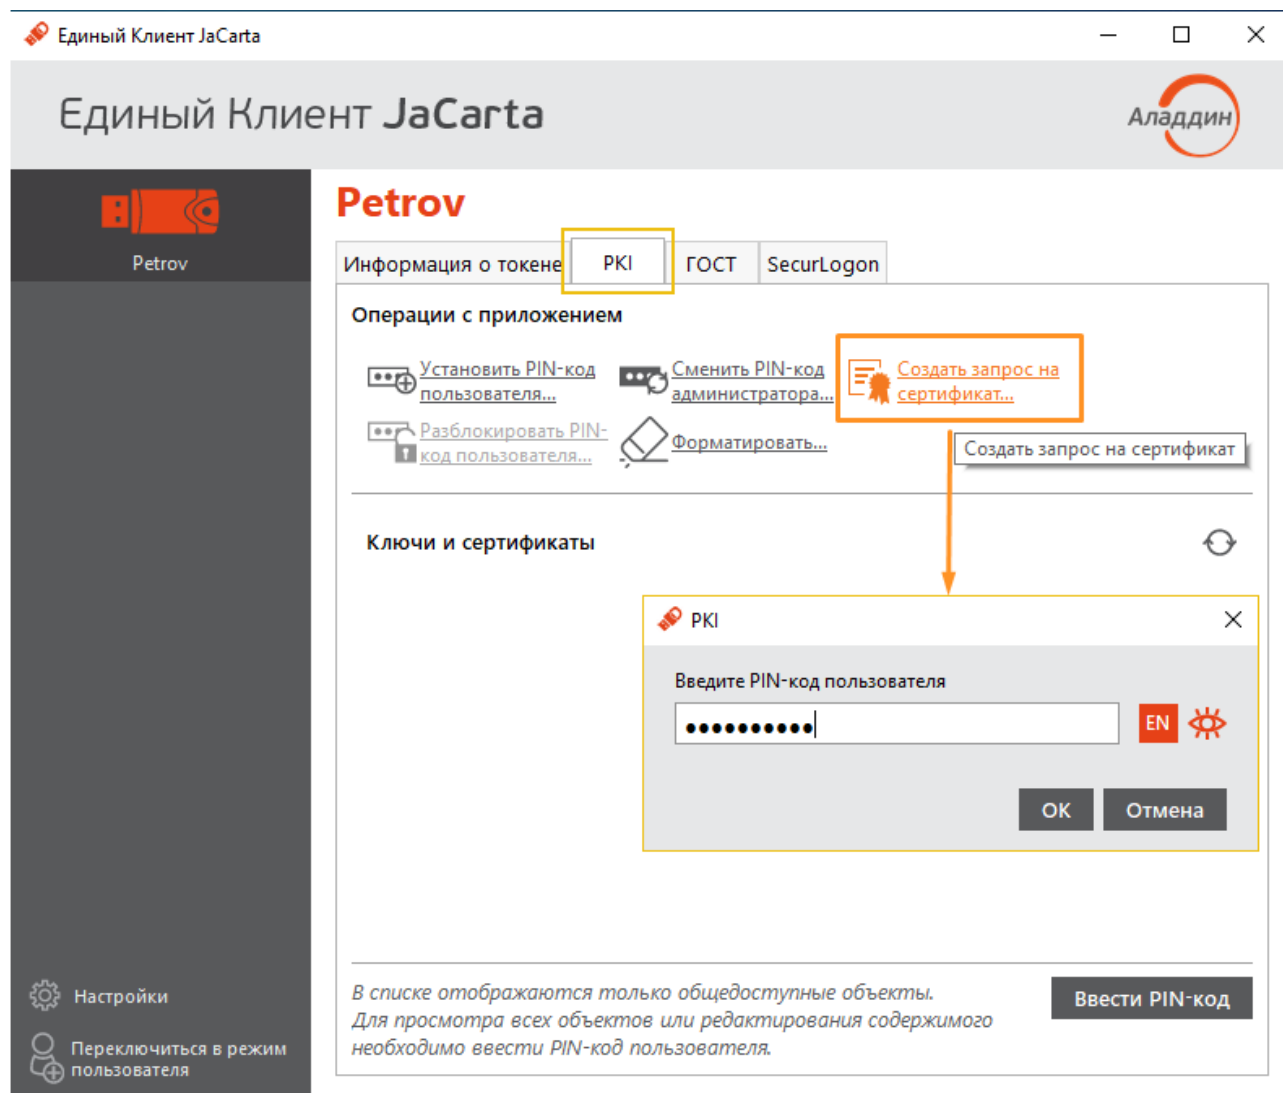 Единый Клиент JaCarta
Единый Клиент JaCarta
Аладдин
Petrov
Petrov
Информация о токене
PKI
ГОСТ
SecurLogon
Операции с приложением
Установить PIN-код
пользователя...
Сменить PIN-код
администратора...
Создать запрос на
сертификат...
Разблокировать PIN-
код пользователя...
Форматировать...
Создать запрос на сертификат
Ключи и сертификаты
PKI
Введите PIN-код пользователя
EN
ОК
Отмена
В списке отображаются только общедоступные объекты.
Для просмотра всех объектов или редактирования содержимого
необходимо ввести PIN-код пользователя.
Ввести PIN-код
Настройки
Переключиться в режим
пользователя